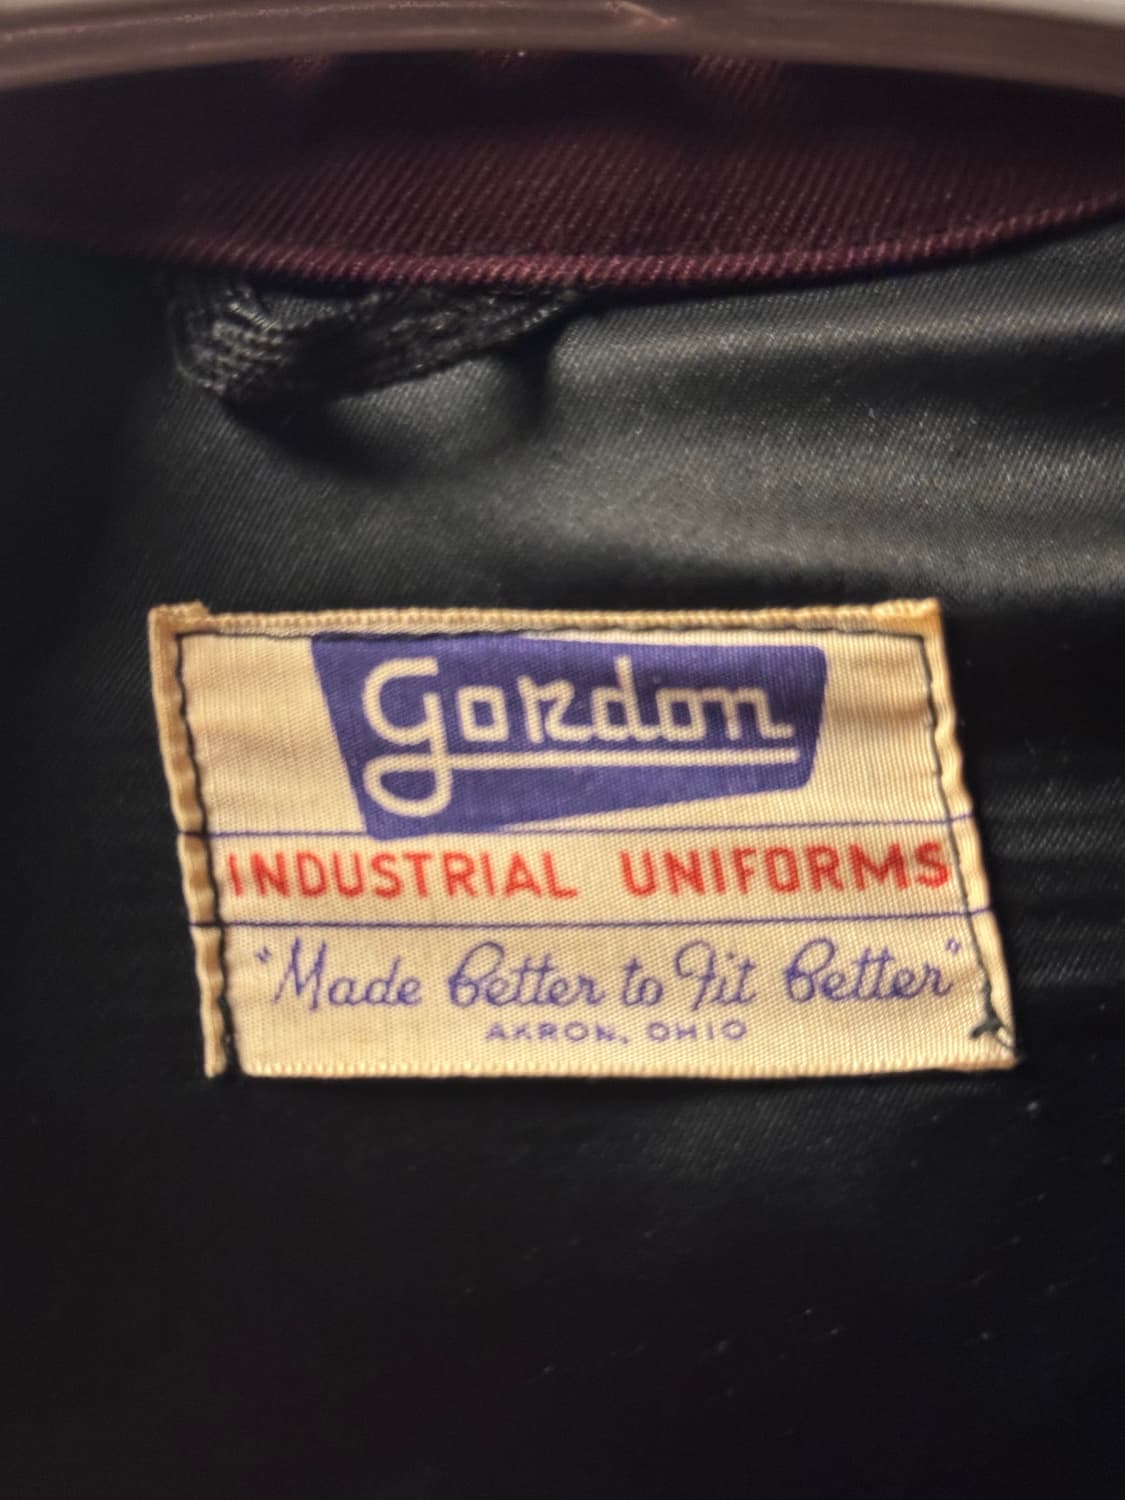 Gordon
INDUSTRIAL UNIFORMS
"Made Better to Fit Better"
AKRON, OHIO